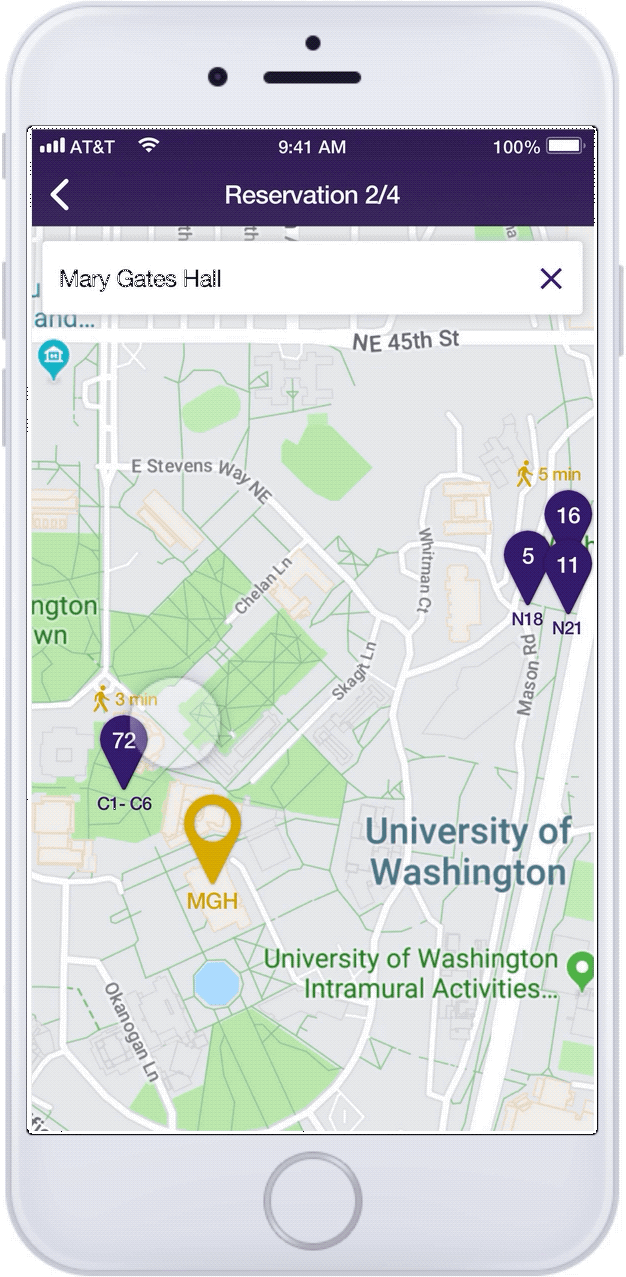 AT&T 9:41 AM 100%
Reservation 2/4
Mary Gates Hall
and...
NE 45th St
E Stevens Way NE
5 min
16
5
11
N18
N21
Whitman Ct
Chelan Ln
ngton
wn
Skagit Ln
Mason Rd
3 min
72
C1- C6
MGH
University of
Washington
University of Washington
Intramural Activities...
Okanogan Ln